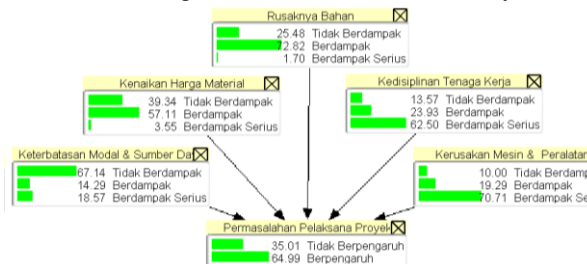 Rusaknya Bahan
25.48 Tidak Berdampak
72.82 Berdampak
1.70 Berdampak Serius
Kenaikan Harga Material
39.34 Tidak Berdampak
57.11 Berdampak
3.55 Berdampak Serius
Kedisiplinan Tenaga Kerja
13.57 Tidak Berdampak
23.93 Berdampak
62.50 Berdampak Serius
Keterbatasan Modal & Sumber Da
67.14 Tidak Berdampak
14.29 Berdampak
18.57 Berdampak Serius
Kerusakan Mesin & Peralatan
10.00 Tidak Berdamp
19.29 Berdampak
70.71 Berdampak Se
Permasalahan Pelaksana Proyek
35.01 Tidak Berpengaruh
64.99 Berpengaruh